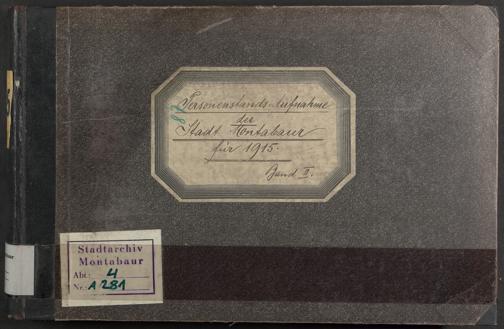 Personenstands-Aufnahme
der
Stadt Montabaur
für 1915.
Band II.
Stadtarchiv
Montabaur
Abt.: 4
Nr.: A 281